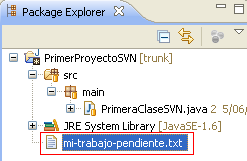 Package Explorer
PrimerProyectoSVN [trunk]
src
main
PrimeraClaseSVN.java 2 5/06/
JRE System Library [JavaSE-1.6]
mi-trabajo-pendiente.txt